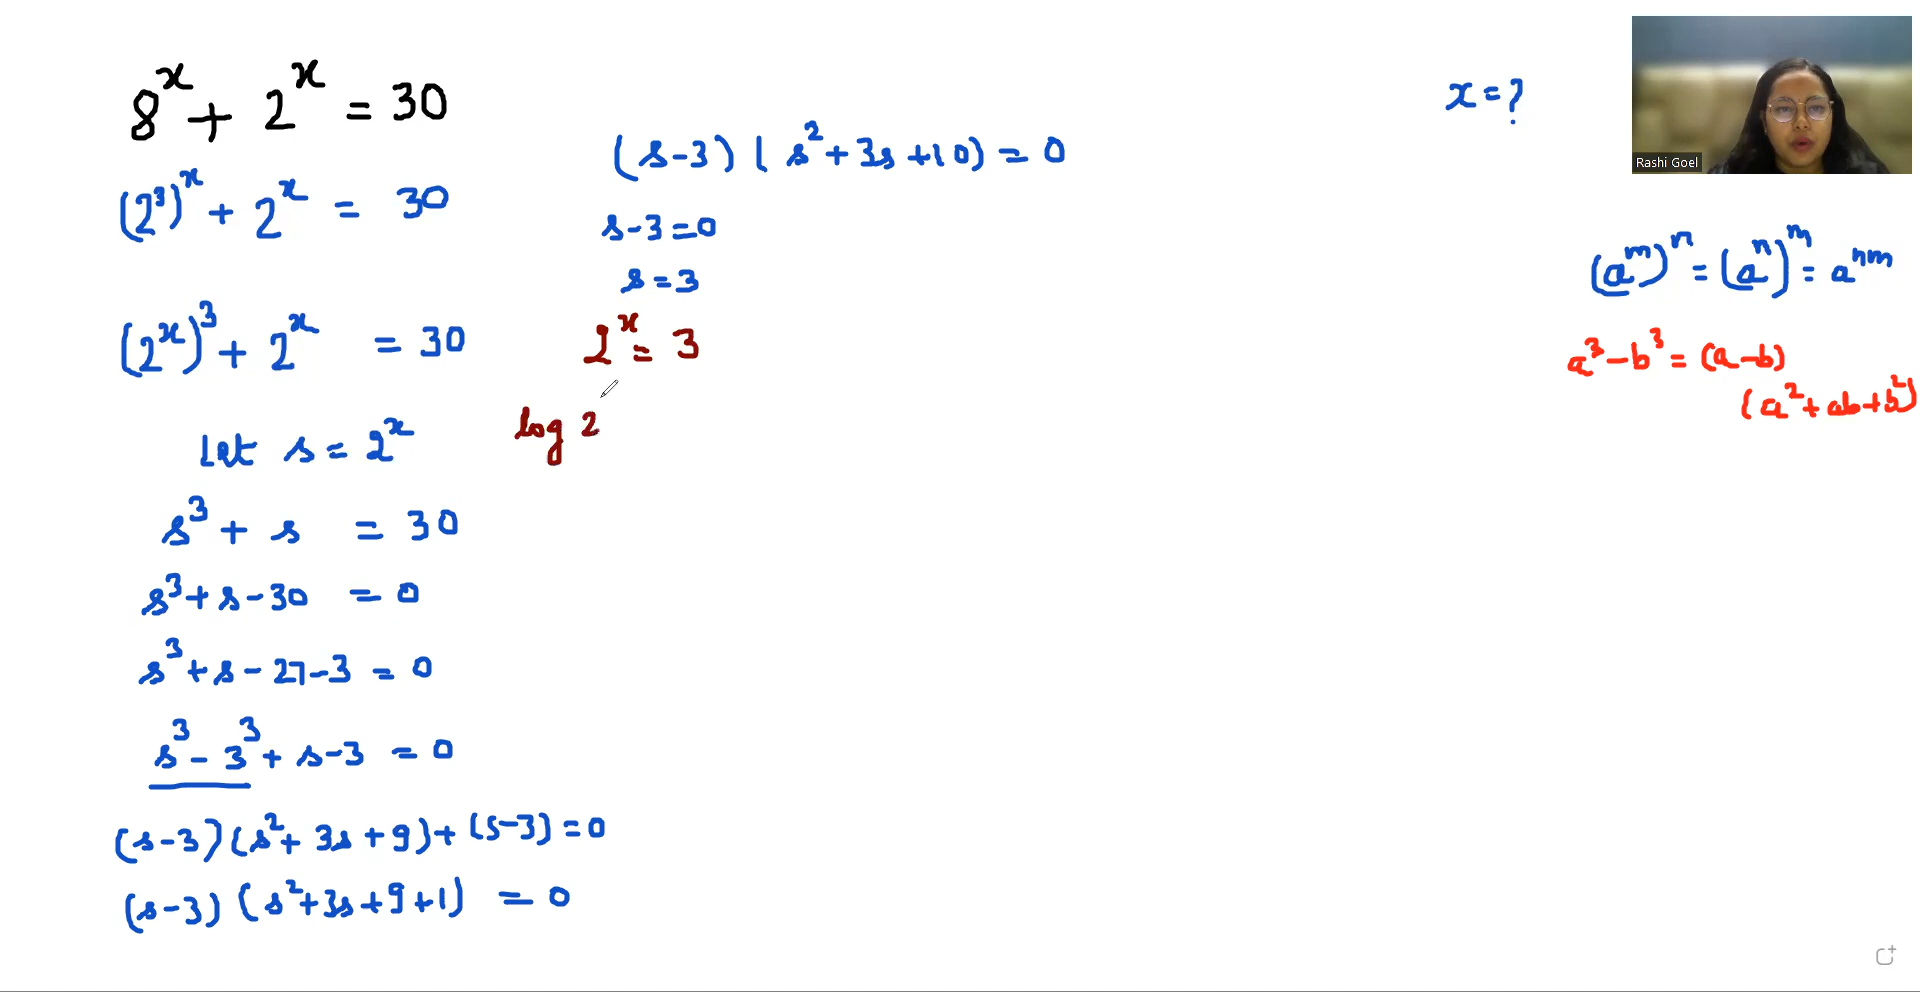 8^x + 2^x = 30
(2^3)^x + 2^x = 30
(2^x)^3 + 2^x = 30
Let s = 2^x
s^3 + s = 30
s^3 + s - 30 = 0
s^3 + s - 27 - 3 = 0
s^3 - 3^3 + s - 3 = 0
(s-3)(s^2 + 3s + 9) + (s-3) = 0
(s-3)(s^2 + 3s + 9 + 1) = 0
(s-3)(s^2 + 3s + 10) = 0
s-3 = 0
s = 3
2^x = 3
log 2
x = ?
Rashi Goel
(a^m)^n = (a^n)^m = a^nm
a^3 - b^3 = (a-b)
(a^2 + ab + b^2)